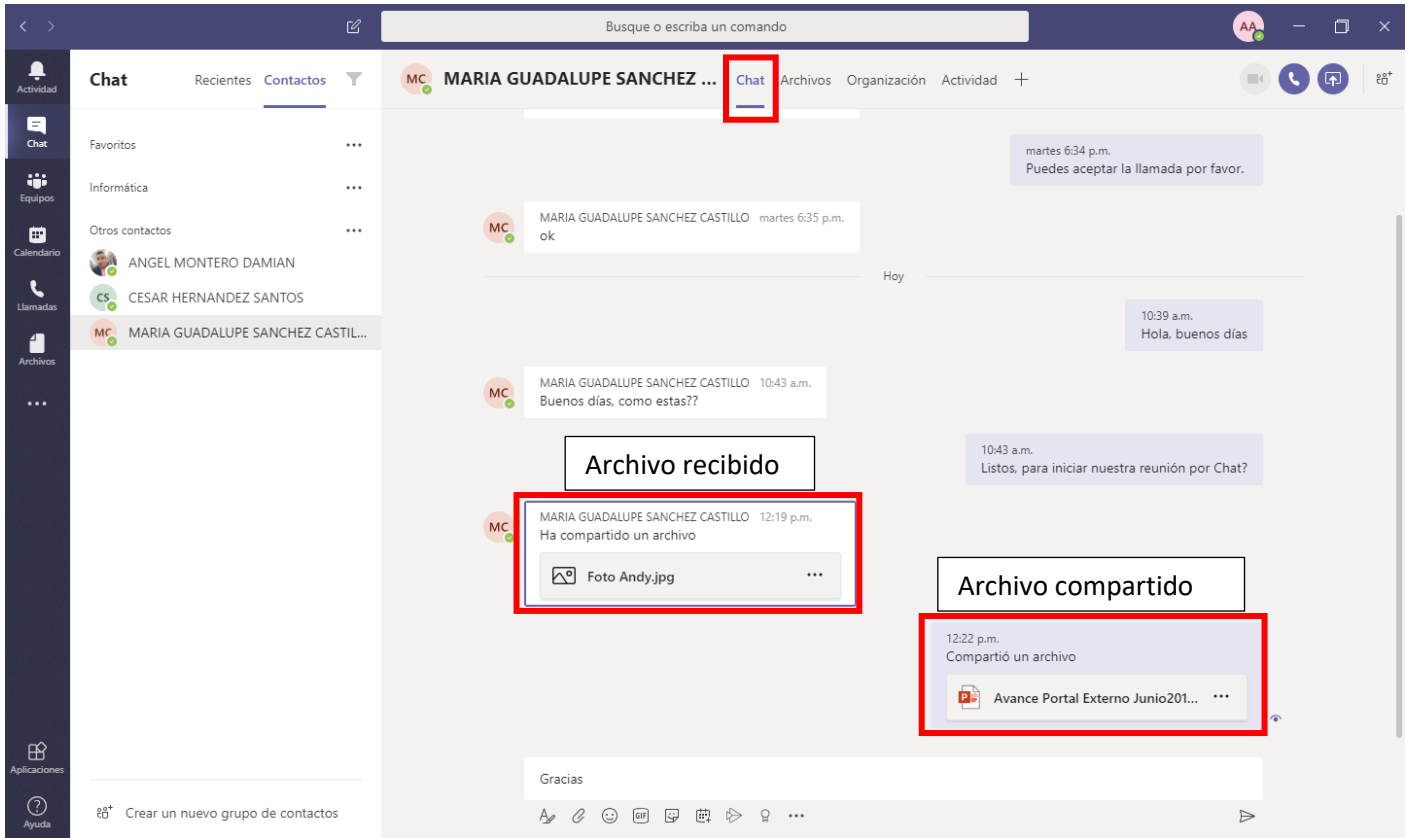 Busque o escriba un comando
AA
Actividad
Chat
Equipos
Calendario
Llamadas
Archivos
Aplicaciones
Ayuda
Chat Recientes Contactos
Favoritos
Informática
Otros contactos
ANGEL MONTERO DAMIAN
CS CESAR HERNANDEZ SANTOS
MC MARIA GUADALUPE SANCHEZ CASTIL...
Crear un nuevo grupo de contactos
MC MARIA GUADALUPE SANCHEZ ... Chat Archivos Organización Actividad
martes 6:34 p.m.
Puedes aceptar la llamada por favor.
MC MARIA GUADALUPE SANCHEZ CASTILLO martes 6:35 p.m.
ok
Hoy
10:39 a.m.
Hola, buenos días
MC MARIA GUADALUPE SANCHEZ CASTILLO 10:43 a.m.
Buenos días, como estas??
10:43 a.m.
Listos, para iniciar nuestra reunión por Chat?
Archivo recibido
MC MARIA GUADALUPE SANCHEZ CASTILLO 12:19 p.m.
Ha compartido un archivo
Foto Andy.jpg
Archivo compartido
12:22 p.m.
Compartió un archivo
Avance Portal Externo Junio201...
Gracias
GIF